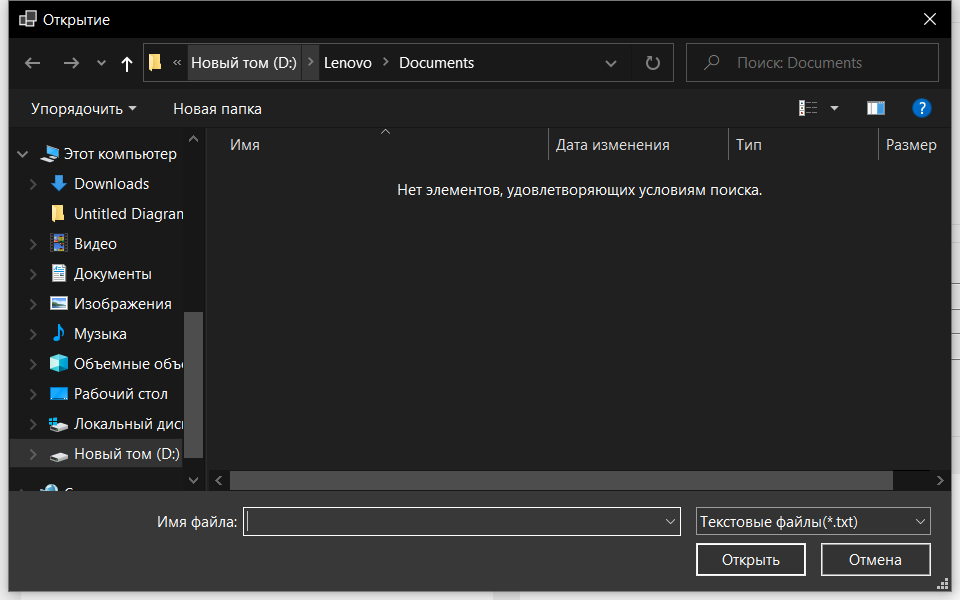 Открытие
« Новый том (D:) > Lenovo > Documents
Поиск: Documents
Упорядочить
Новая папка
?
Имя
Дата изменения
Тип
Размер
Этот компьютер
Downloads
Untitled Diagran
Видео
Документы
Изображения
Музыка
Объемные объ
Рабочий стол
Локальный дис
Новый том (D:)
Нет элементов, удовлетворяющих условиям поиска.
Имя файла:
Текстовые файлы(*.txt)
Открыть
Отмена